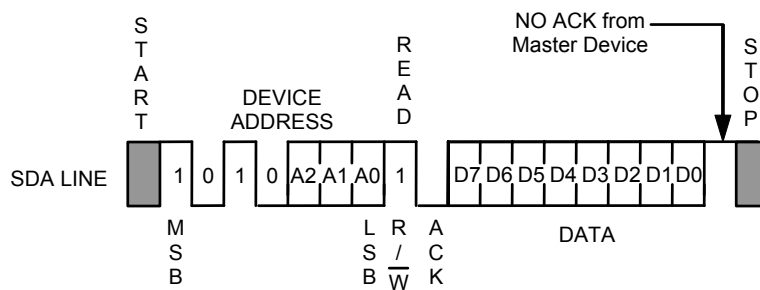 START
DEVICE
ADDRESS
READ
NO ACK from
Master Device
STOP
SDA LINE
1 0 1 0 A2 A1 A0 1 D7 D6 D5 D4 D3 D2 D1 D0
MSB
LSB
R/W̅
ACK
DATA